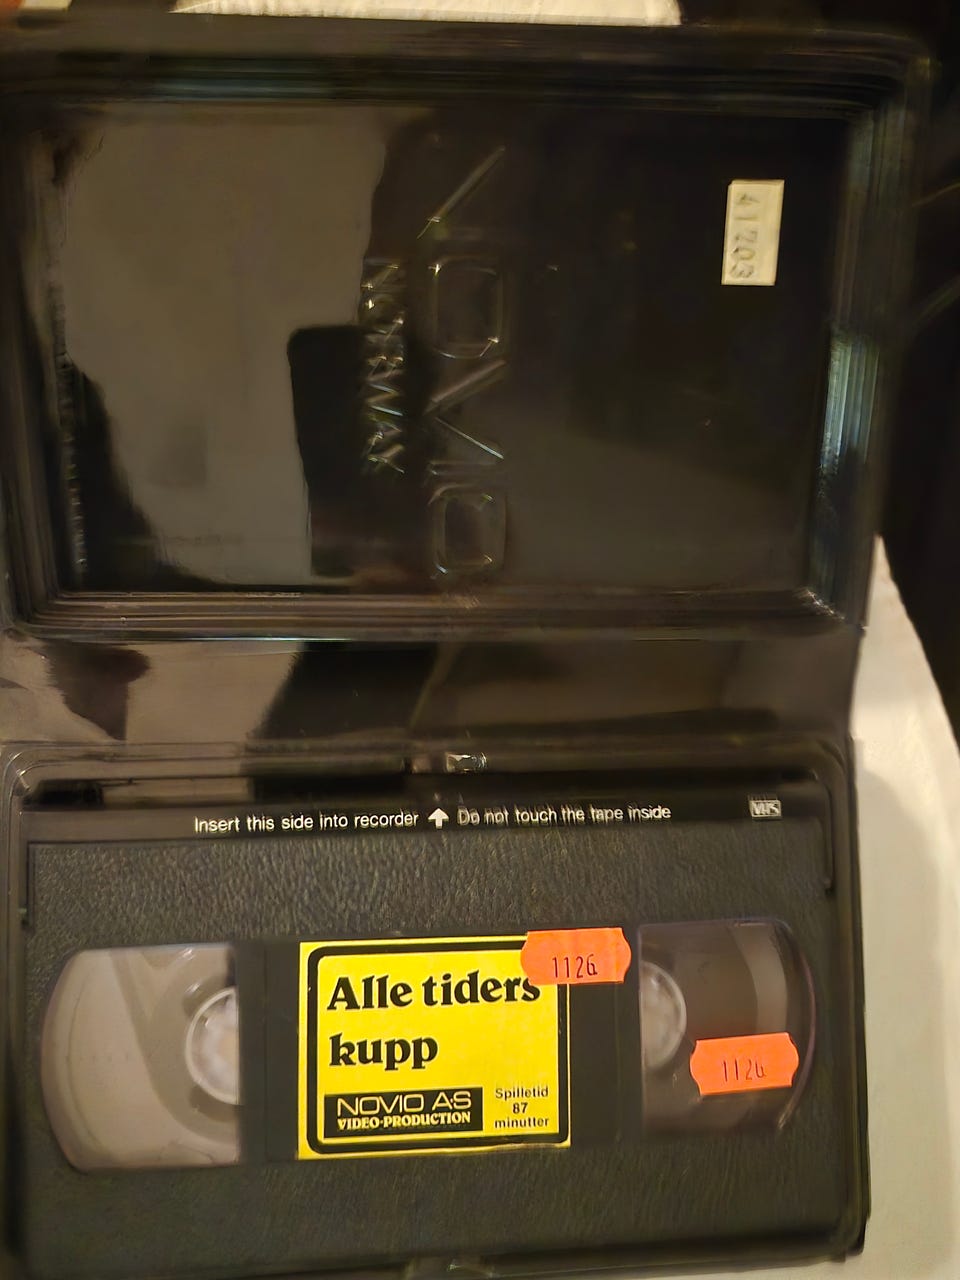 41203
NORWAY
Insert this side into recorder ⬆ Do not touch the tape inside
VHS
1126
Alle tiders
kupp
NOVIO A·S
VIDEO-PRODUCTION
Spilletid
87
minutter
1126